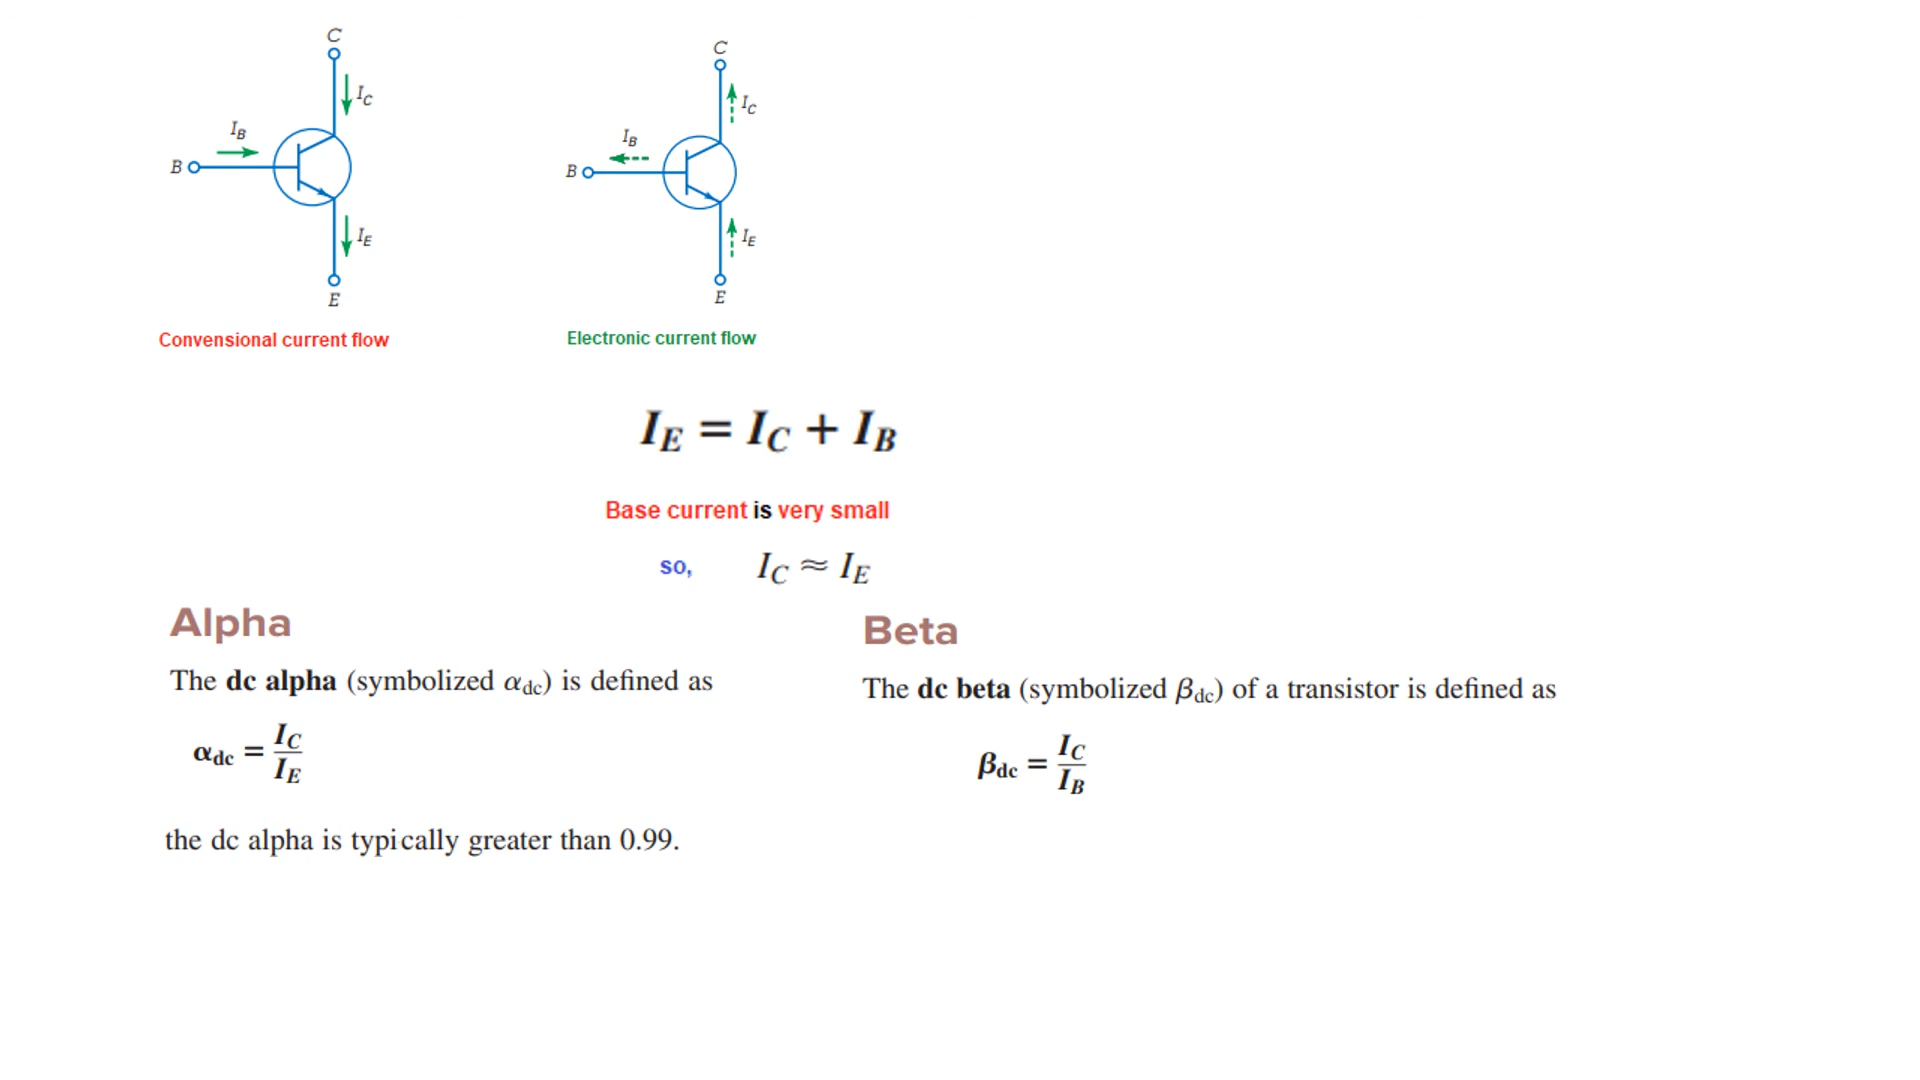 C
I_C
I_B
B
I_E
E
Convensional current flow
C
I_C
I_B
B
I_E
E
Electronic current flow
I_E = I_C + I_B
Base current is very small
so, I_C ≈ I_E
Alpha
The dc alpha (symbolized α_dc) is defined as
α_dc = I_C / I_E
the dc alpha is typically greater than 0.99.
Beta
The dc beta (symbolized β_dc) of a transistor is defined as
β_dc = I_C / I_B